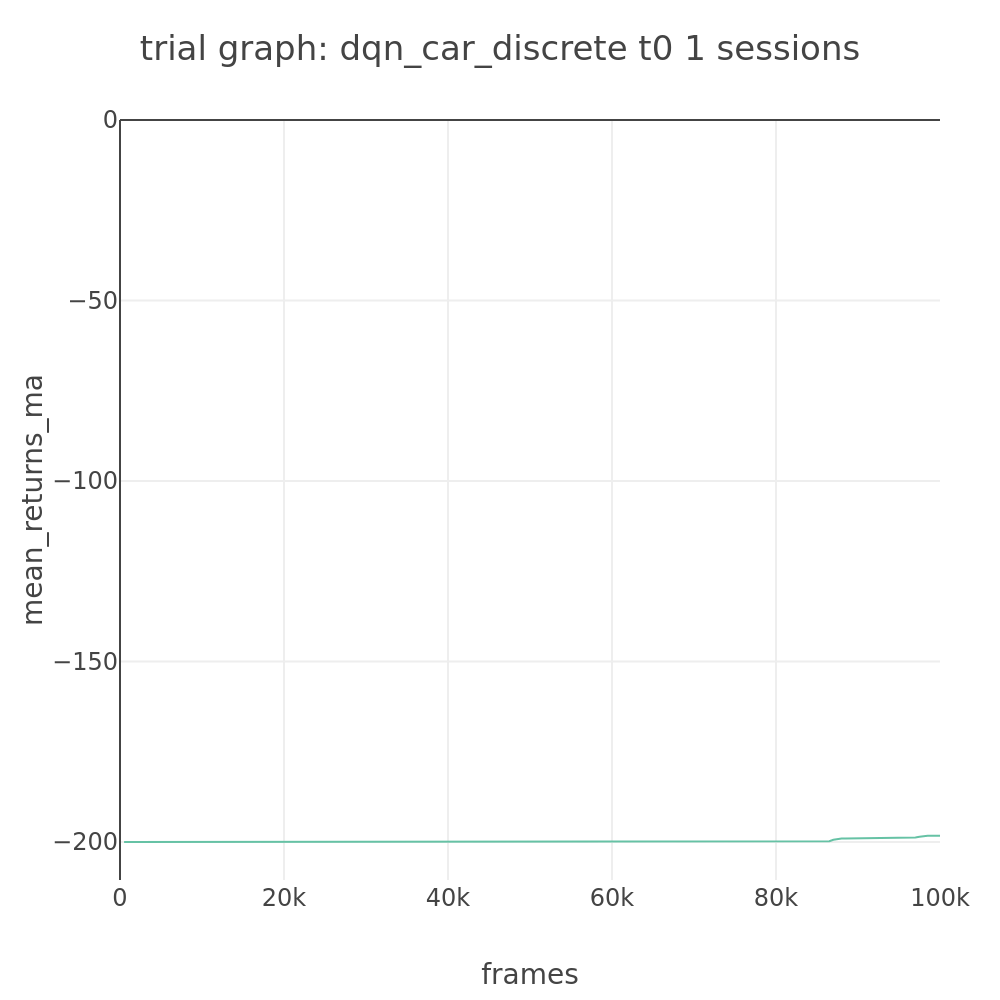 trial graph: dqn_car_discrete t0 1 sessions
0
−50
−100
−150
−200
mean_returns_ma
0 20k 40k 60k 80k 100k
frames